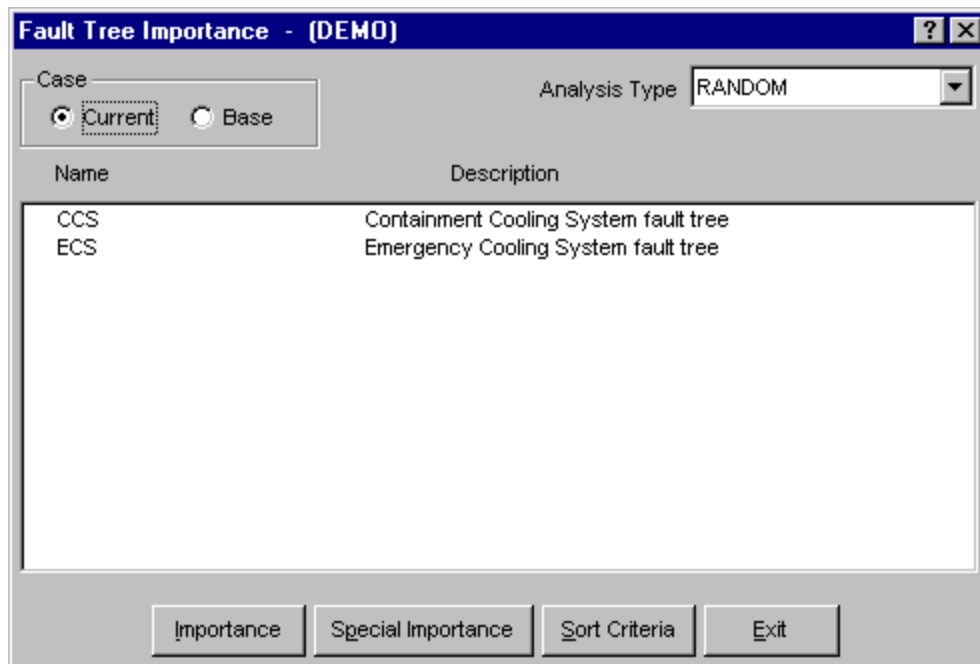 Fault Tree Importance - (DEMO)
Case
Current Base
Analysis Type RANDOM
Name Description
CCS Containment Cooling System fault tree
ECS Emergency Cooling System fault tree
Importance Special Importance Sort Criteria Exit